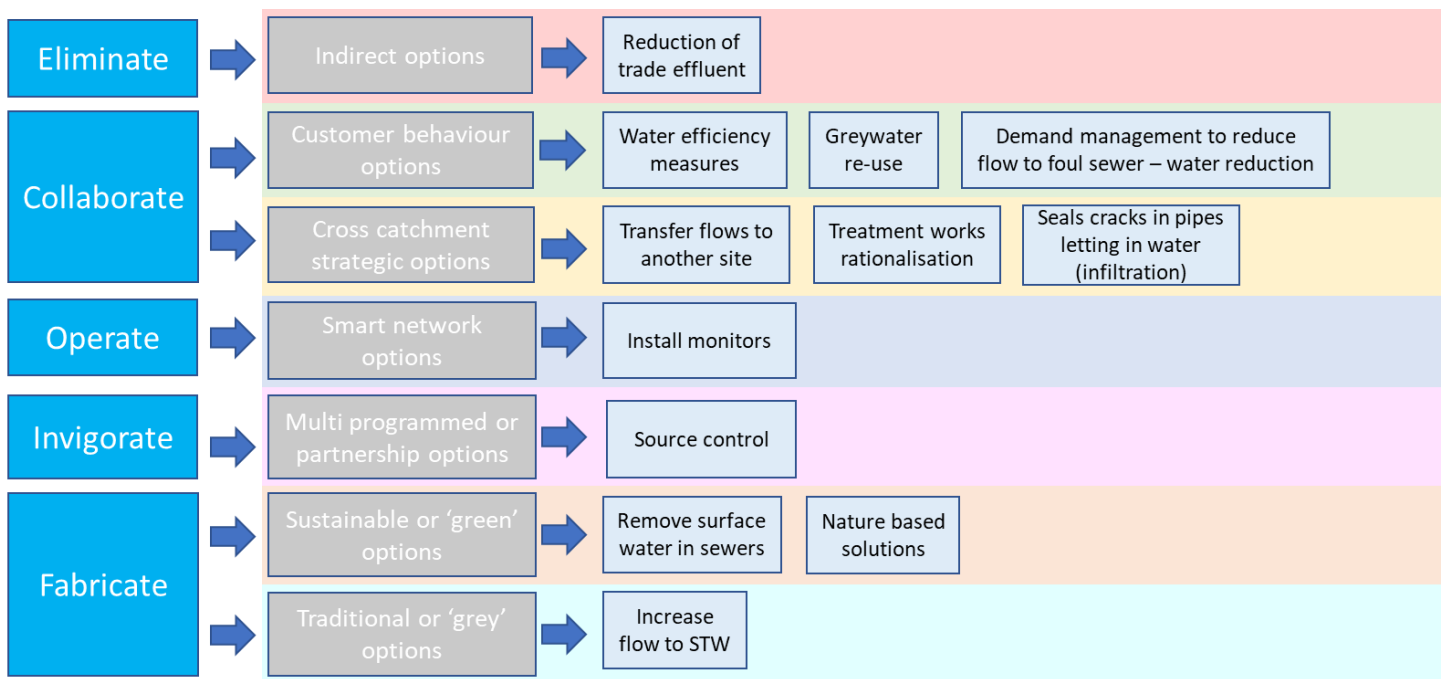 Eliminate
Indirect options
Reduction of
trade effluent
Collaborate
Customer behaviour
options
Water efficiency
measures
Greywater
re-use
Demand management to reduce
flow to foul sewer – water reduction
Cross catchment
strategic options
Transfer flows to
another site
Treatment works
rationalisation
Seals cracks in pipes
letting in water
(infiltration)
Operate
Smart network
options
Install monitors
Invigorate
Multi programmed or
partnership options
Source control
Fabricate
Sustainable or ‘green’
options
Remove surface
water in sewers
Nature based
solutions
Traditional or ‘grey’
options
Increase
flow to STW